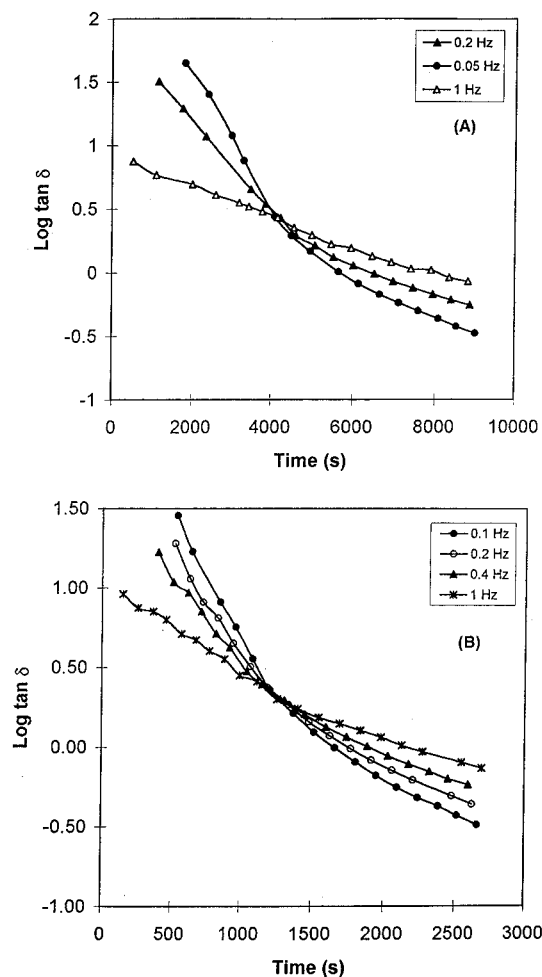 2
1.5
1
0.5
0
-0.5
-1
Log tan δ
0.2 Hz
0.05 Hz
1 Hz
(A)
0 2000 4000 6000 8000 10000
Time (s)
1.50
1.00
0.50
0.00
-0.50
-1.00
Log tan δ
0.1 Hz
0.2 Hz
0.4 Hz
1 Hz
(B)
0 500 1000 1500 2000 2500 3000
Time (s)